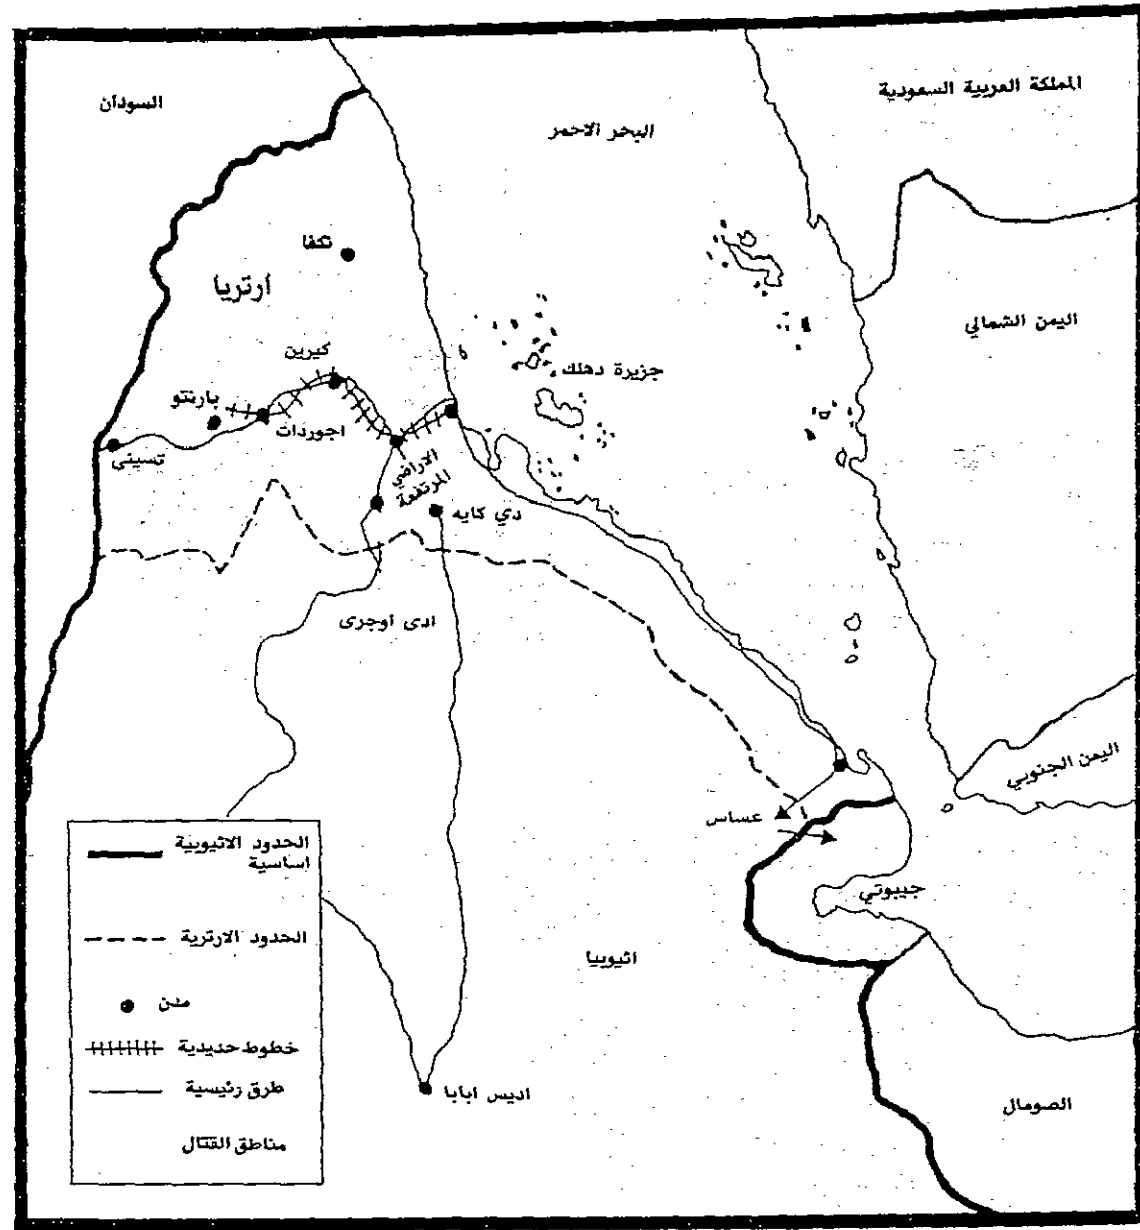 السودان
البحر الاحمر
المملكة العربية السعودية
نكفا
ارتريا
اليمن الشمالي
كيرين
جزيرة دهلك
بارنتو
اجوردات
تسيني
الاراضي
المرتفعة
دي كايه
ادى اوجرى
اليمن الجنوبي
عساس
جيبوتي
اثيوبيا
اديس ابابا
الصومال
الحدود الاثيوبية
اساسية
الحدود الارترية
مدن
خطوط حديدية
طرق رئيسية
مناطق القتال